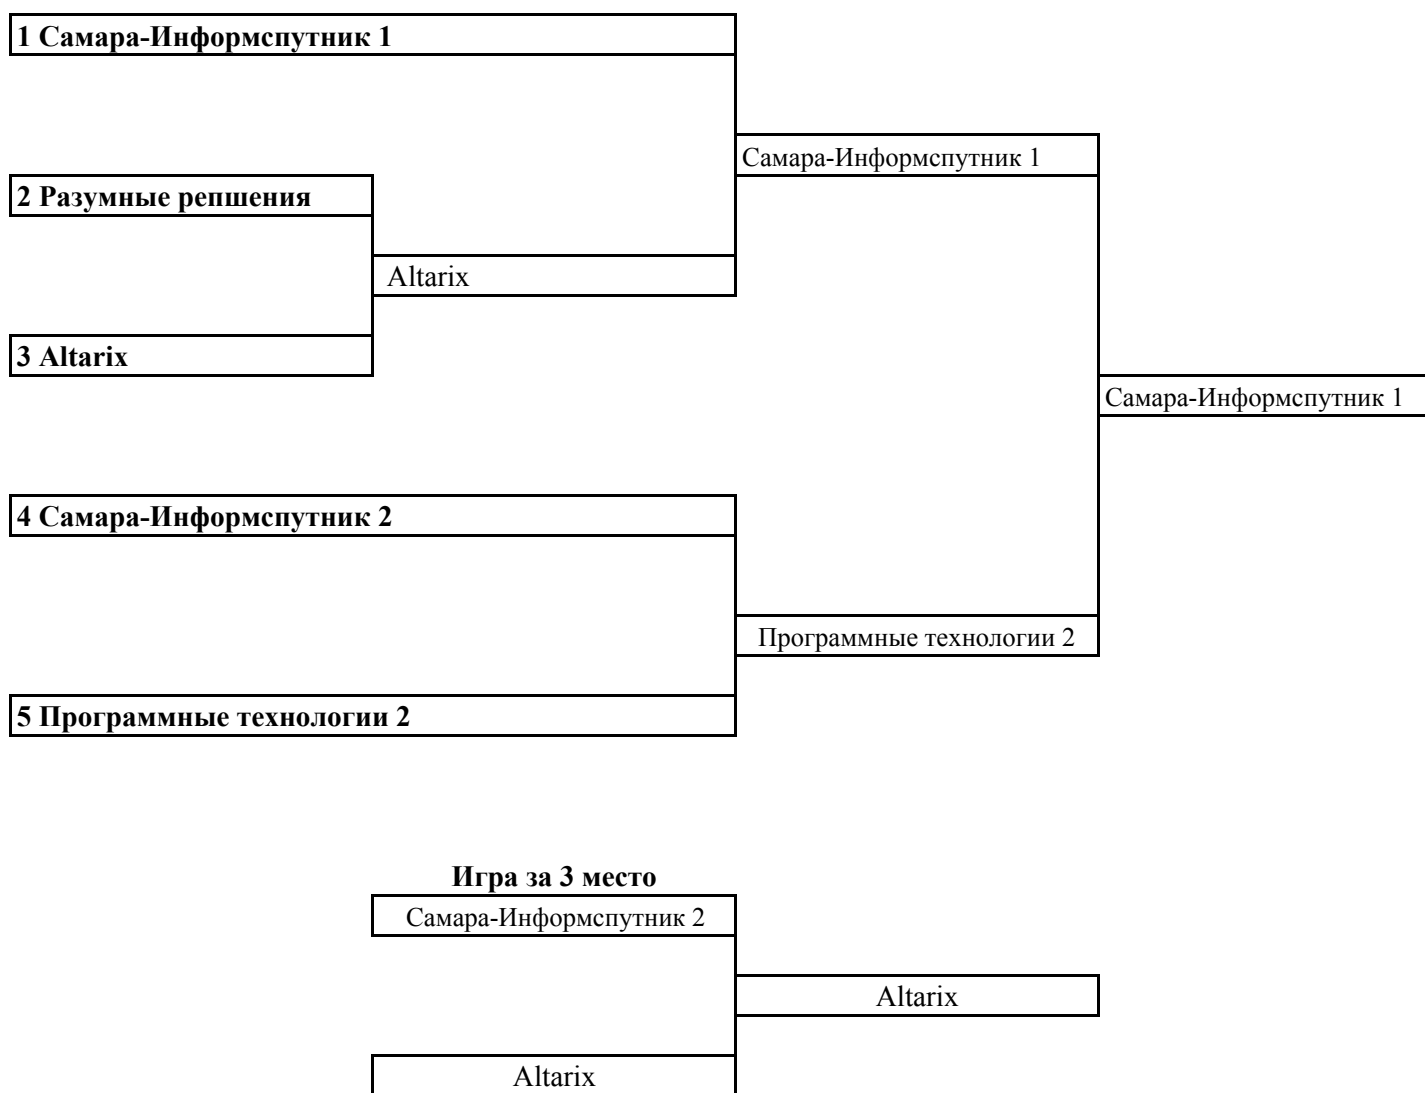 1 Самара-Информспутник 1
Самара-Информспутник 1
2 Разумные репшения
Altarix
3 Altarix
Самара-Информспутник 1
4 Самара-Информспутник 2
Программные технологии 2
5 Программные технологии 2
Игра за 3 место
Самара-Информспутник 2
Altarix
Altarix